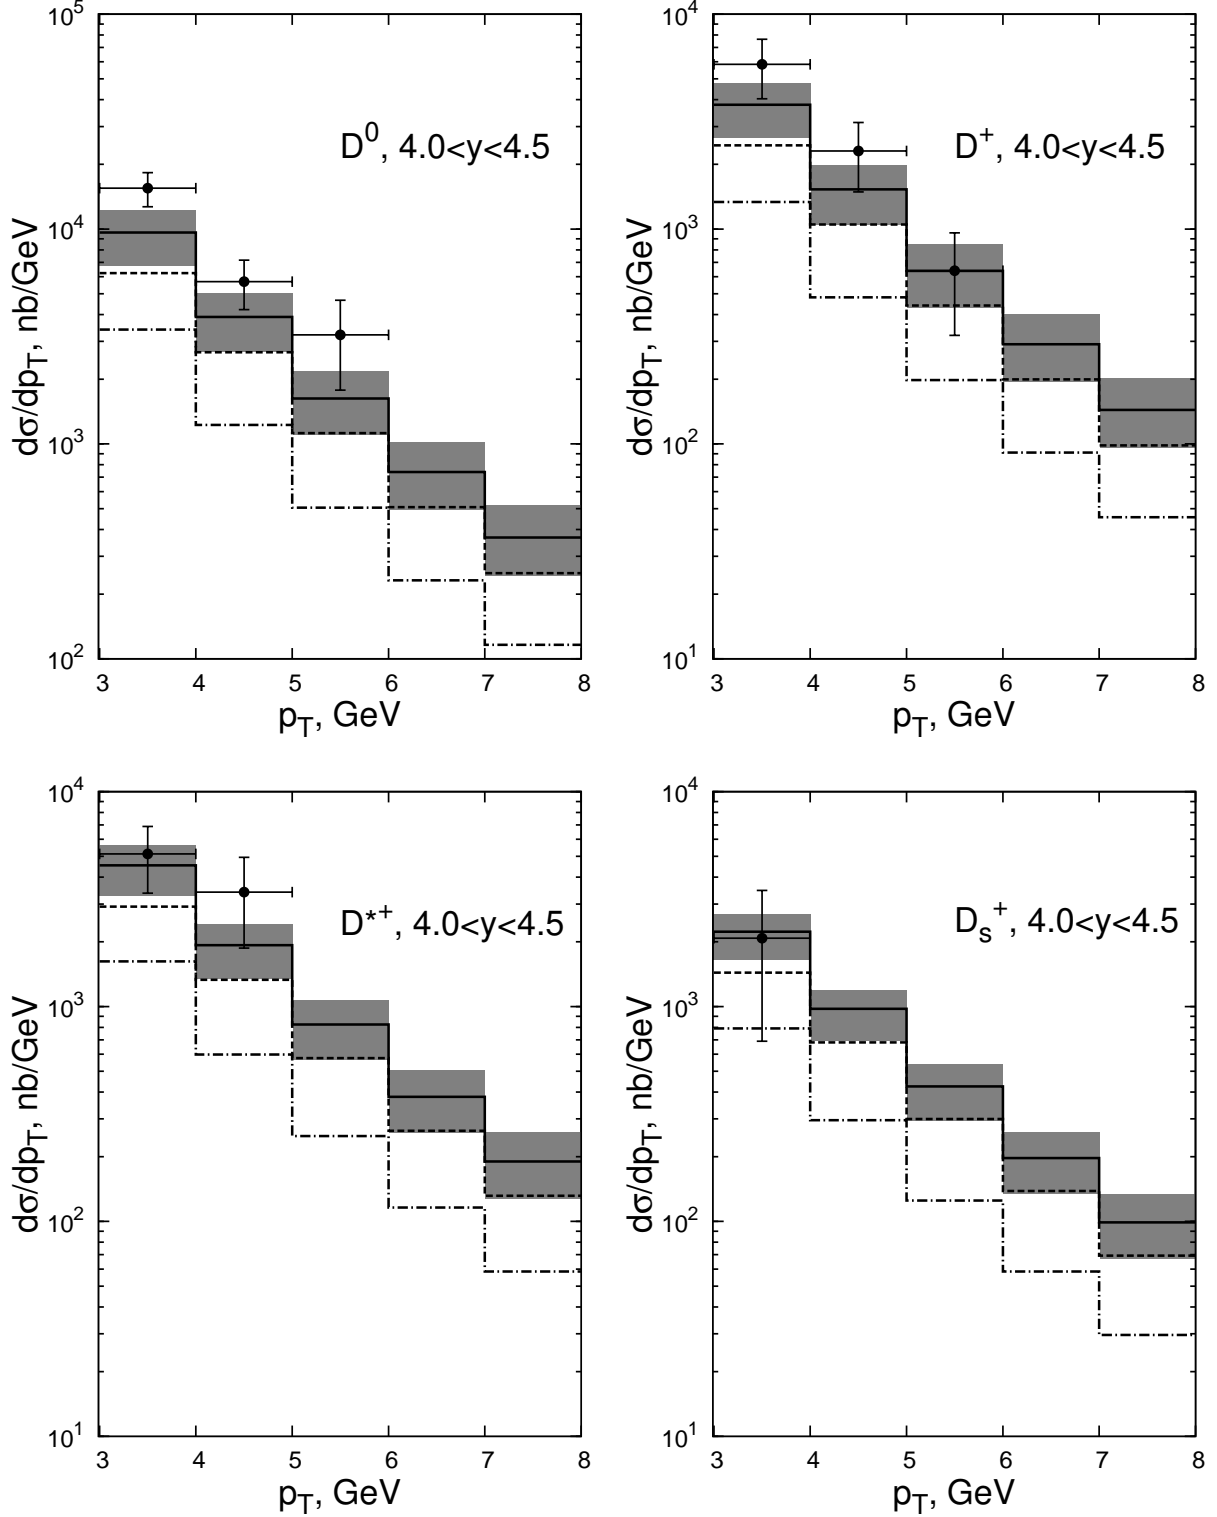 10^5
10^4
10^3
10^2
dσ/dp_T, nb/GeV
D^0, 4.0<y<4.5
3 4 5 6 7 8
p_T, GeV
10^4
10^3
10^2
10^1
dσ/dp_T, nb/GeV
D^+, 4.0<y<4.5
3 4 5 6 7 8
p_T, GeV
10^4
10^3
10^2
10^1
dσ/dp_T, nb/GeV
D^*+, 4.0<y<4.5
3 4 5 6 7 8
p_T, GeV
10^4
10^3
10^2
10^1
dσ/dp_T, nb/GeV
D_s^+, 4.0<y<4.5
3 4 5 6 7 8
p_T, GeV